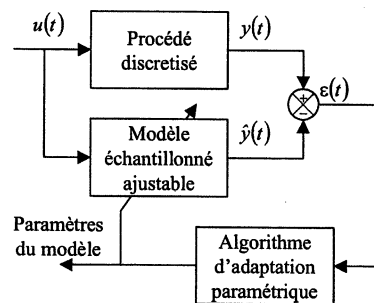 u(t)
Procédé
discretisé
y(t)
+
−
ε(t)
Modèle
échantillonné
ajustable
ŷ(t)
Paramètres
du modèle
Algorithme
d'adaptation
paramétrique